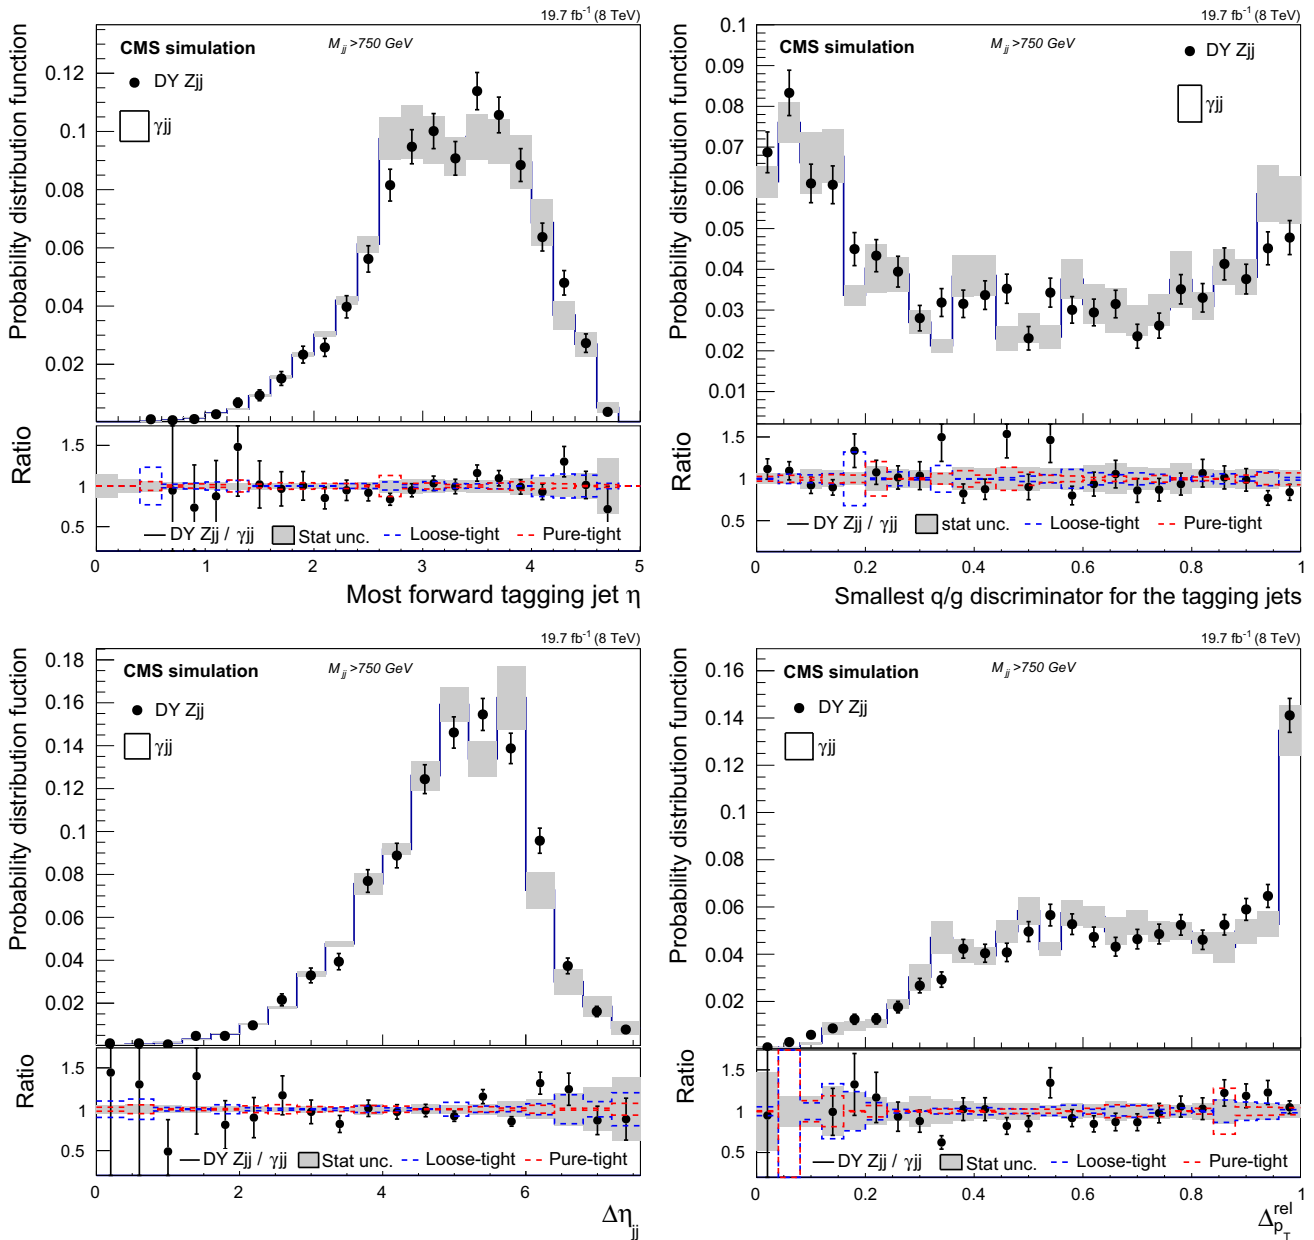 19.7 fb⁻¹ (8 TeV)
CMS simulation
M_jj >750 GeV
DY Zjj
γjj
Probability distribution function
0.12
0.1
0.08
0.06
0.04
0.02
Ratio
1.5
1
0.5
DY Zjj / γjj
Stat unc.
Loose-tight
Pure-tight
0 1 2 3 4 5
Most forward tagging jet η
19.7 fb⁻¹ (8 TeV)
CMS simulation
M_jj >750 GeV
DY Zjj
γjj
Probability distribution function
0.1
0.09
0.08
0.07
0.06
0.05
0.04
0.03
0.02
0.01
Ratio
1.5
1
0.5
DY Zjj / γjj
Stat unc.
Loose-tight
Pure-tight
0 0.2 0.4 0.6 0.8 1
Smallest q/g discriminator for the tagging jets
19.7 fb⁻¹ (8 TeV)
CMS simulation
M_jj >750 GeV
DY Zjj
γjj
Probability distribution fuction
0.18
0.16
0.14
0.12
0.1
0.08
0.06
0.04
0.02
Ratio
1.5
1
0.5
DY Zjj / γjj
Stat unc.
Loose-tight
Pure-tight
0 2 4 6
Δη_jj
19.7 fb⁻¹ (8 TeV)
CMS simulation
M_jj >750 GeV
DY Zjj
γjj
Probability distribution function
0.16
0.14
0.12
0.1
0.08
0.06
0.04
0.02
Ratio
1.5
1
0.5
DY Zjj / γjj
Stat unc.
Loose-tight
Pure-tight
0 0.2 0.4 0.6 0.8 1
Δ^rel_p_T